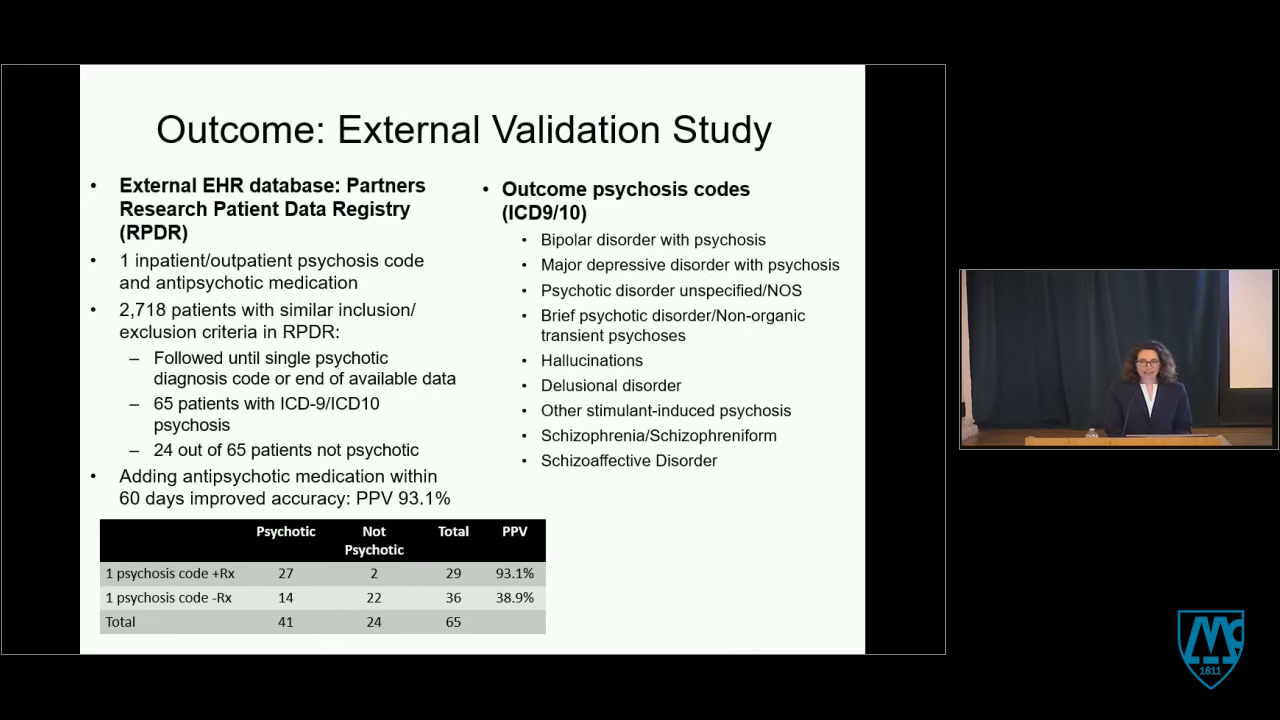 Outcome: External Validation Study
• External EHR database: Partners
Research Patient Data Registry
(RPDR)
• 1 inpatient/outpatient psychosis code
and antipsychotic medication
• 2,718 patients with similar inclusion/
exclusion criteria in RPDR:
– Followed until single psychotic
diagnosis code or end of available data
– 65 patients with ICD-9/ICD10
psychosis
– 24 out of 65 patients not psychotic
• Adding antipsychotic medication within
60 days improved accuracy: PPV 93.1%
• Outcome psychosis codes
(ICD9/10)
• Bipolar disorder with psychosis
• Major depressive disorder with psychosis
• Psychotic disorder unspecified/NOS
• Brief psychotic disorder/Non-organic
transient psychoses
• Hallucinations
• Delusional disorder
• Other stimulant-induced psychosis
• Schizophrenia/Schizophreniform
• Schizoaffective Disorder
Psychotic Not Total PPV
Psychotic
1 psychosis code +Rx 27 2 29 93.1%
1 psychosis code -Rx 14 22 36 38.9%
Total 41 24 65
1811